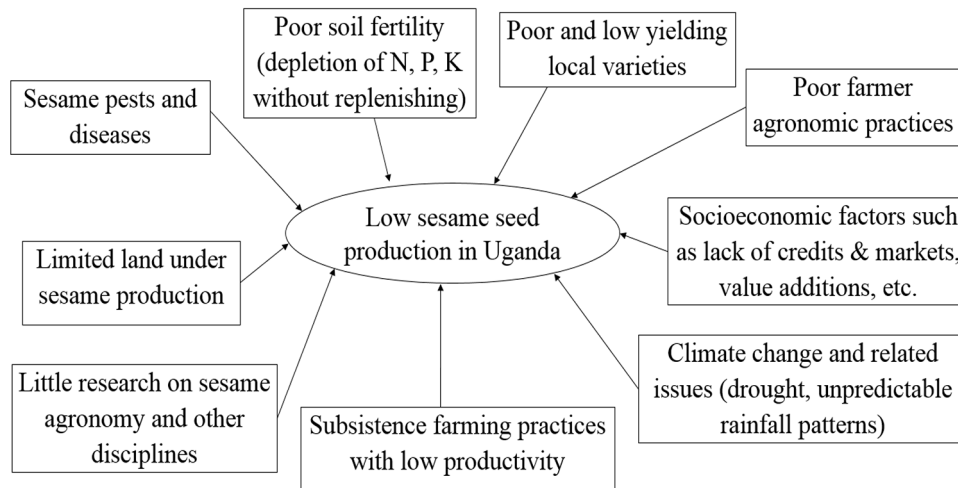 Poor soil fertility
(depletion of N, P, K
without replenishing)
Poor and low yielding
local varieties
Sesame pests and
diseases
Poor farmer
agronomic practices
Low sesame seed
production in Uganda
Socioeconomic factors such
as lack of credits & markets,
value additions, etc.
Limited land under
sesame production
Climate change and related
issues (drought, unpredictable
rainfall patterns)
Little research on sesame
agronomy and other
disciplines
Subsistence farming practices
with low productivity